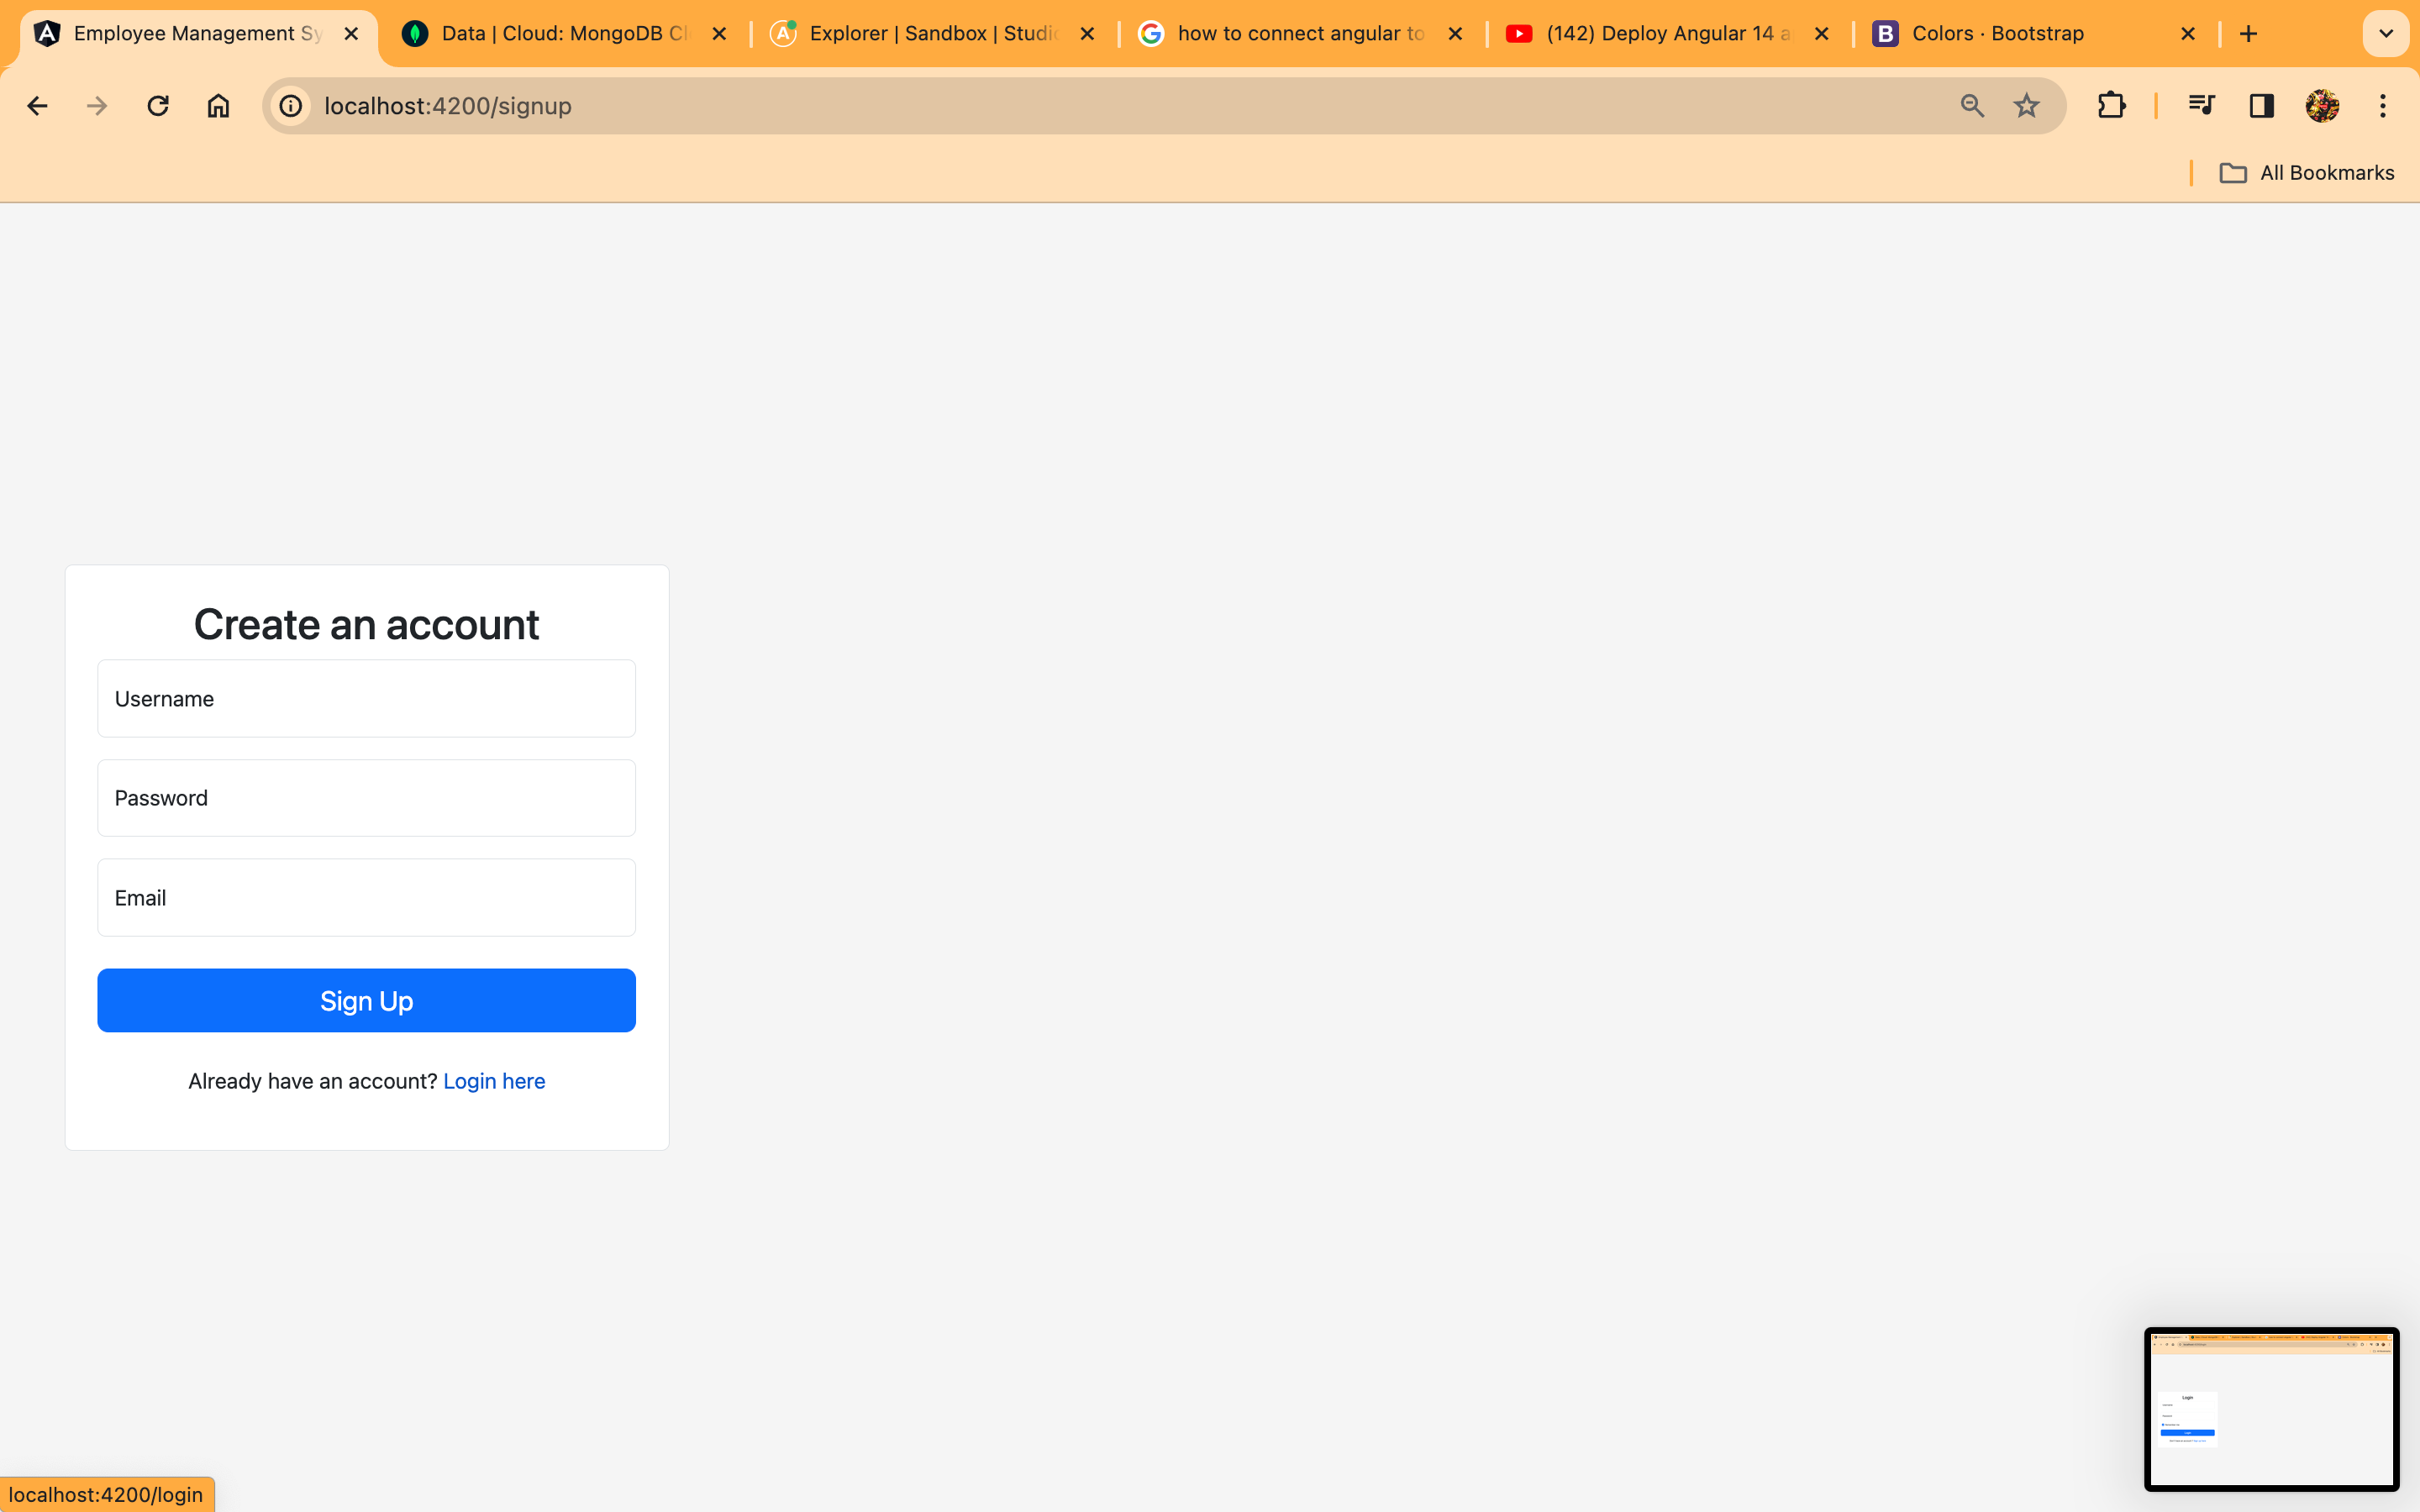 Employee Management Sy
Data | Cloud: MongoDB Cl
Explorer | Sandbox | Studio
how to connect angular to
(142) Deploy Angular 14 a
B Colors · Bootstrap
localhost:4200/signup
All Bookmarks
Create an account
Username
Password
Email
Sign Up
Already have an account? Login here
Login
localhost:4200/login